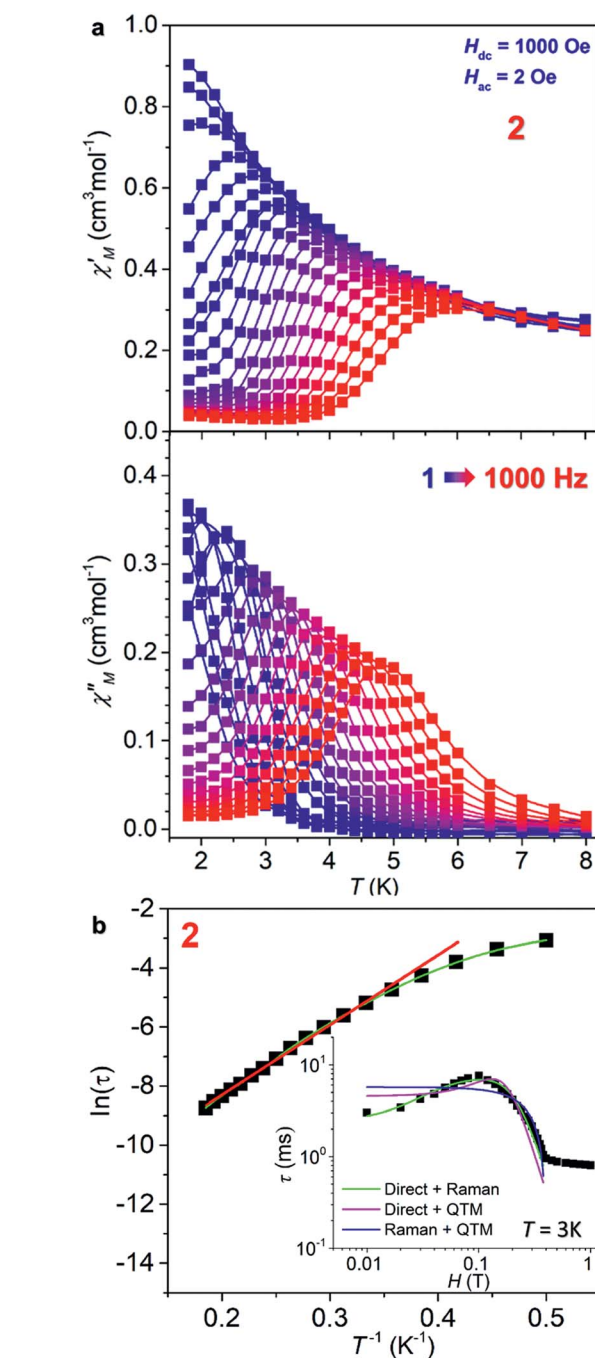 a
H_dc = 1000 Oe
H_ac = 2 Oe
2
χ′_M (cm³mol⁻¹)
1.0
0.8
0.6
0.4
0.2
0.0
1 ➡ 1000 Hz
χ″_M (cm³mol⁻¹)
0.4
0.3
0.2
0.1
0.0
2 3 4 5 6 7 8
T (K)
b
2
ln(τ)
-2
-4
-6
-8
-10
-12
-14
τ (ms)
10¹
10⁰
10⁻¹
Direct + Raman
Direct + QTM
Raman + QTM
T = 3K
0.01 0.1 1
H (T)
0.2 0.3 0.4 0.5
T⁻¹ (K⁻¹)